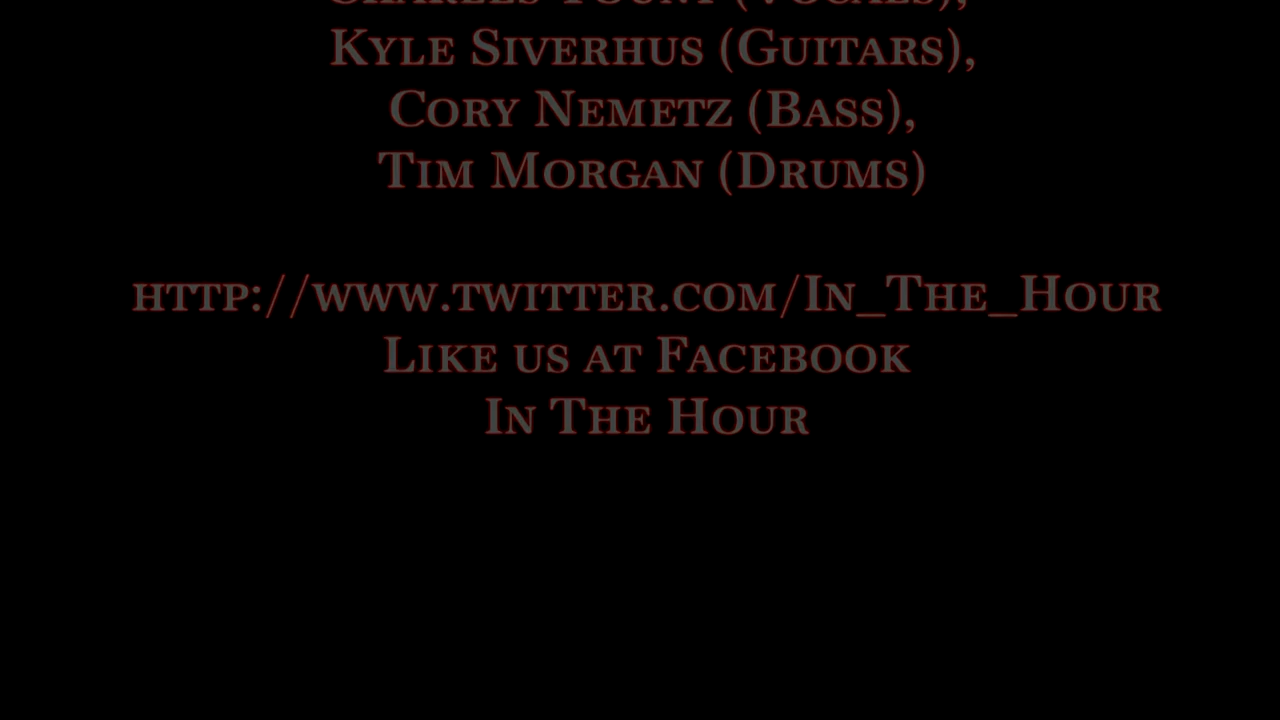 Kyle Siverhus (Guitars),
Cory Nemetz (Bass),
Tim Morgan (Drums)
http://www.twitter.com/In_The_Hour
Like us at Facebook
In The Hour